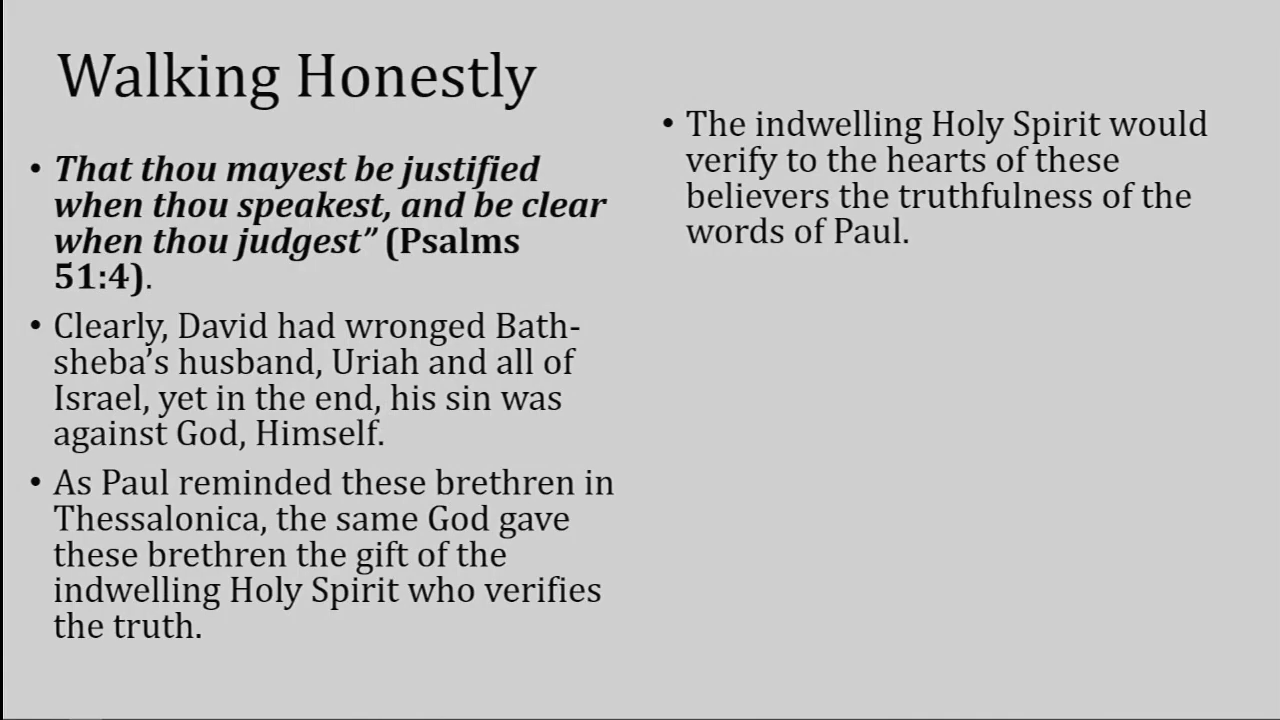 Walking Honestly
• That thou mayest be justified
when thou speakest, and be clear
when thou judgest” (Psalms
51:4).
• Clearly, David had wronged Bath-
sheba’s husband, Uriah and all of
Israel, yet in the end, his sin was
against God, Himself.
• As Paul reminded these brethren in
Thessalonica, the same God gave
these brethren the gift of the
indwelling Holy Spirit who verifies
the truth.
• The indwelling Holy Spirit would
verify to the hearts of these
believers the truthfulness of the
words of Paul.